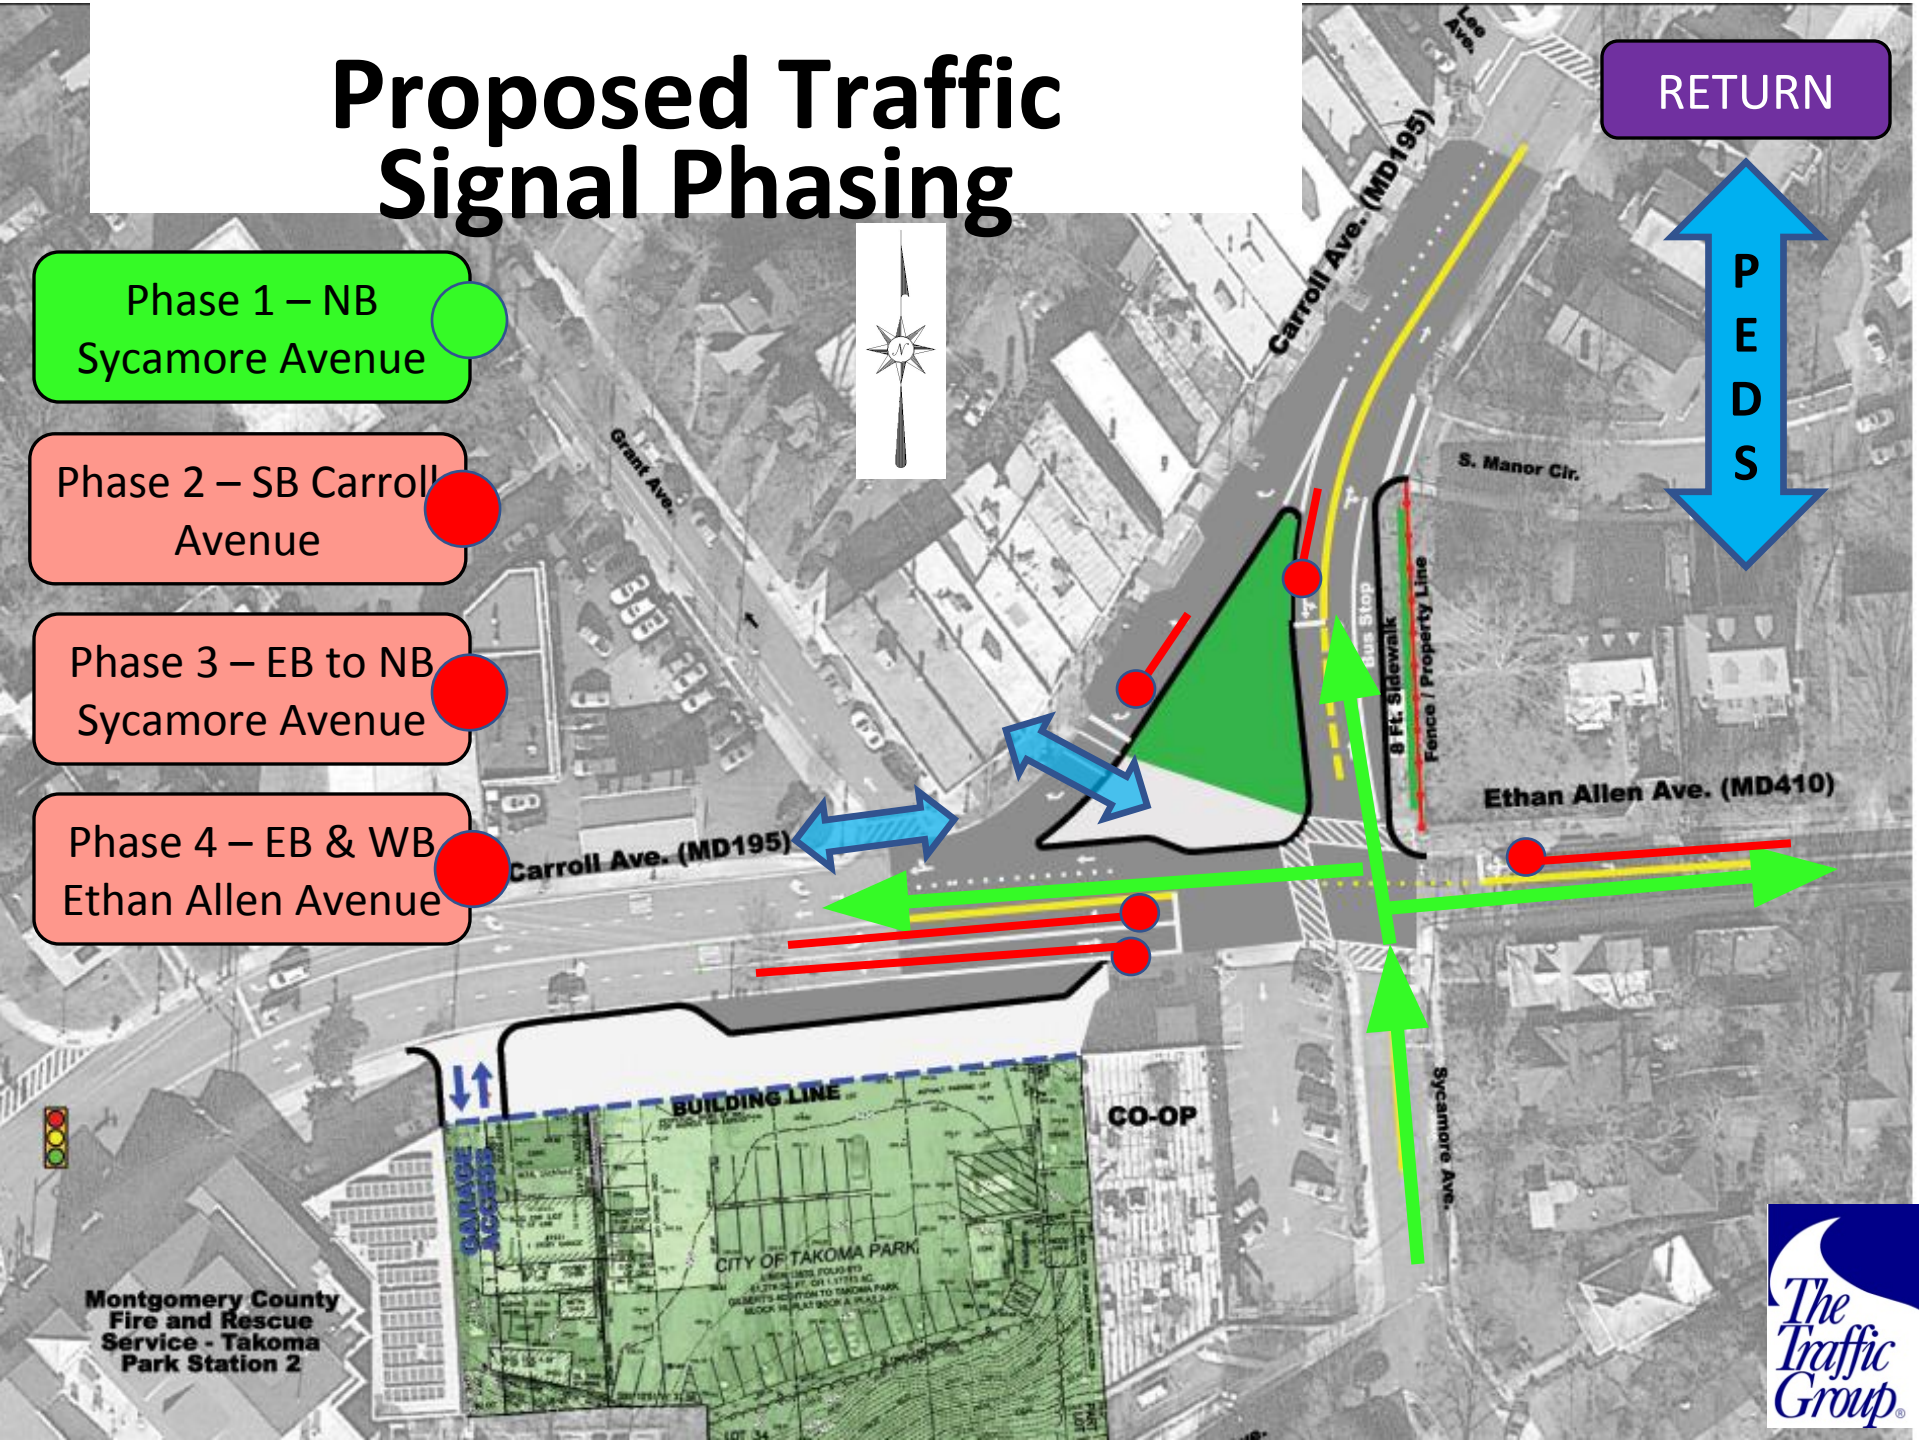 Proposed Traffic
Signal Phasing
RETURN
P
E
D
S
Phase 1 – NB
Sycamore Avenue
Phase 2 – SB Carroll
Avenue
Phase 3 – EB to NB
Sycamore Avenue
Phase 4 – EB & WB
Ethan Allen Avenue
Lee
Ave.
Carroll Ave. (MD195)
N
Grant Ave.
S. Manor Cir.
Bus Stop
8 Ft. Sidewalk
Fence / Property Line
Ethan Allen Ave. (MD410)
Carroll Ave. (MD195)
BUILDING LINE
CO-OP
Sycamore Ave.
GARAGE
ACCESS
CITY OF TAKOMA PARK
LOT 34
Montgomery County
Fire and Rescue
Service - Takoma
Park Station 2
The
Traffic
Group®